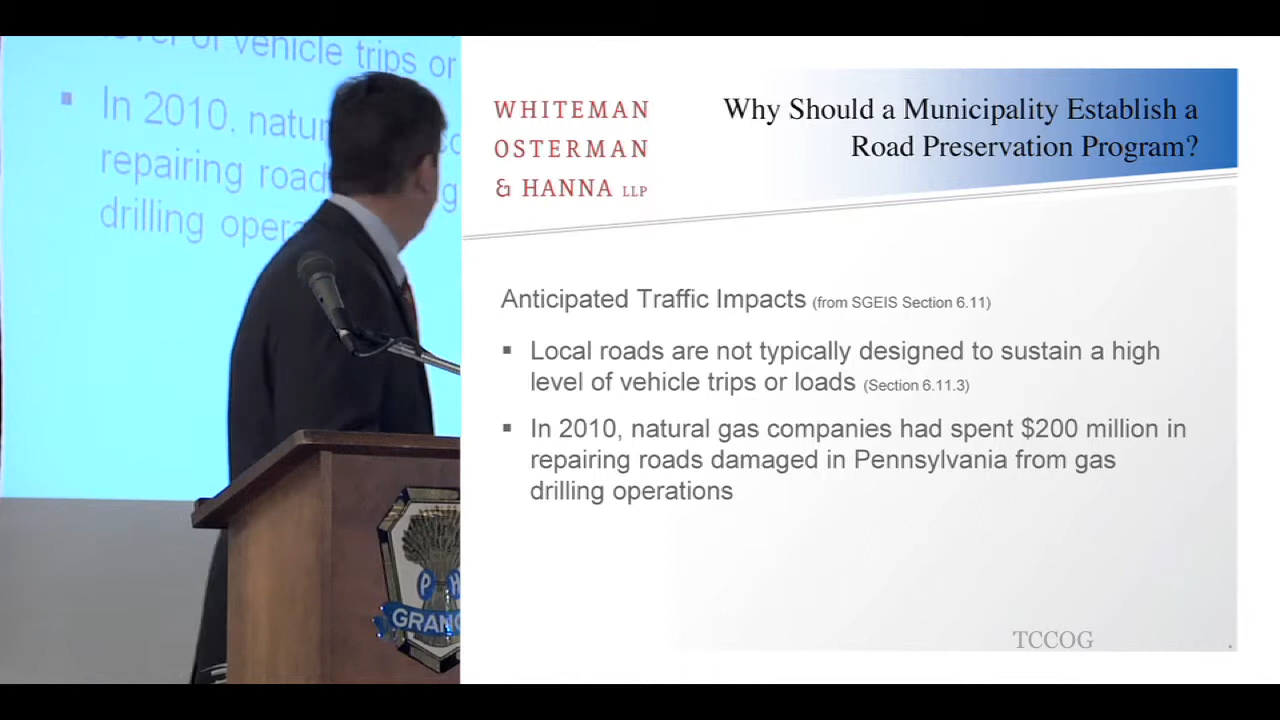 level of vehicle trips or
▪ In 2010, natur
repairing road
drilling opera
P H
GRANG
WHITEMAN
OSTERMAN
& HANNA LLP
Why Should a Municipality Establish a
Road Preservation Program?
Anticipated Traffic Impacts (from SGEIS Section 6.11)
▪ Local roads are not typically designed to sustain a high
level of vehicle trips or loads (Section 6.11.3)
▪ In 2010, natural gas companies had spent $200 million in
repairing roads damaged in Pennsylvania from gas
drilling operations
TCCOG